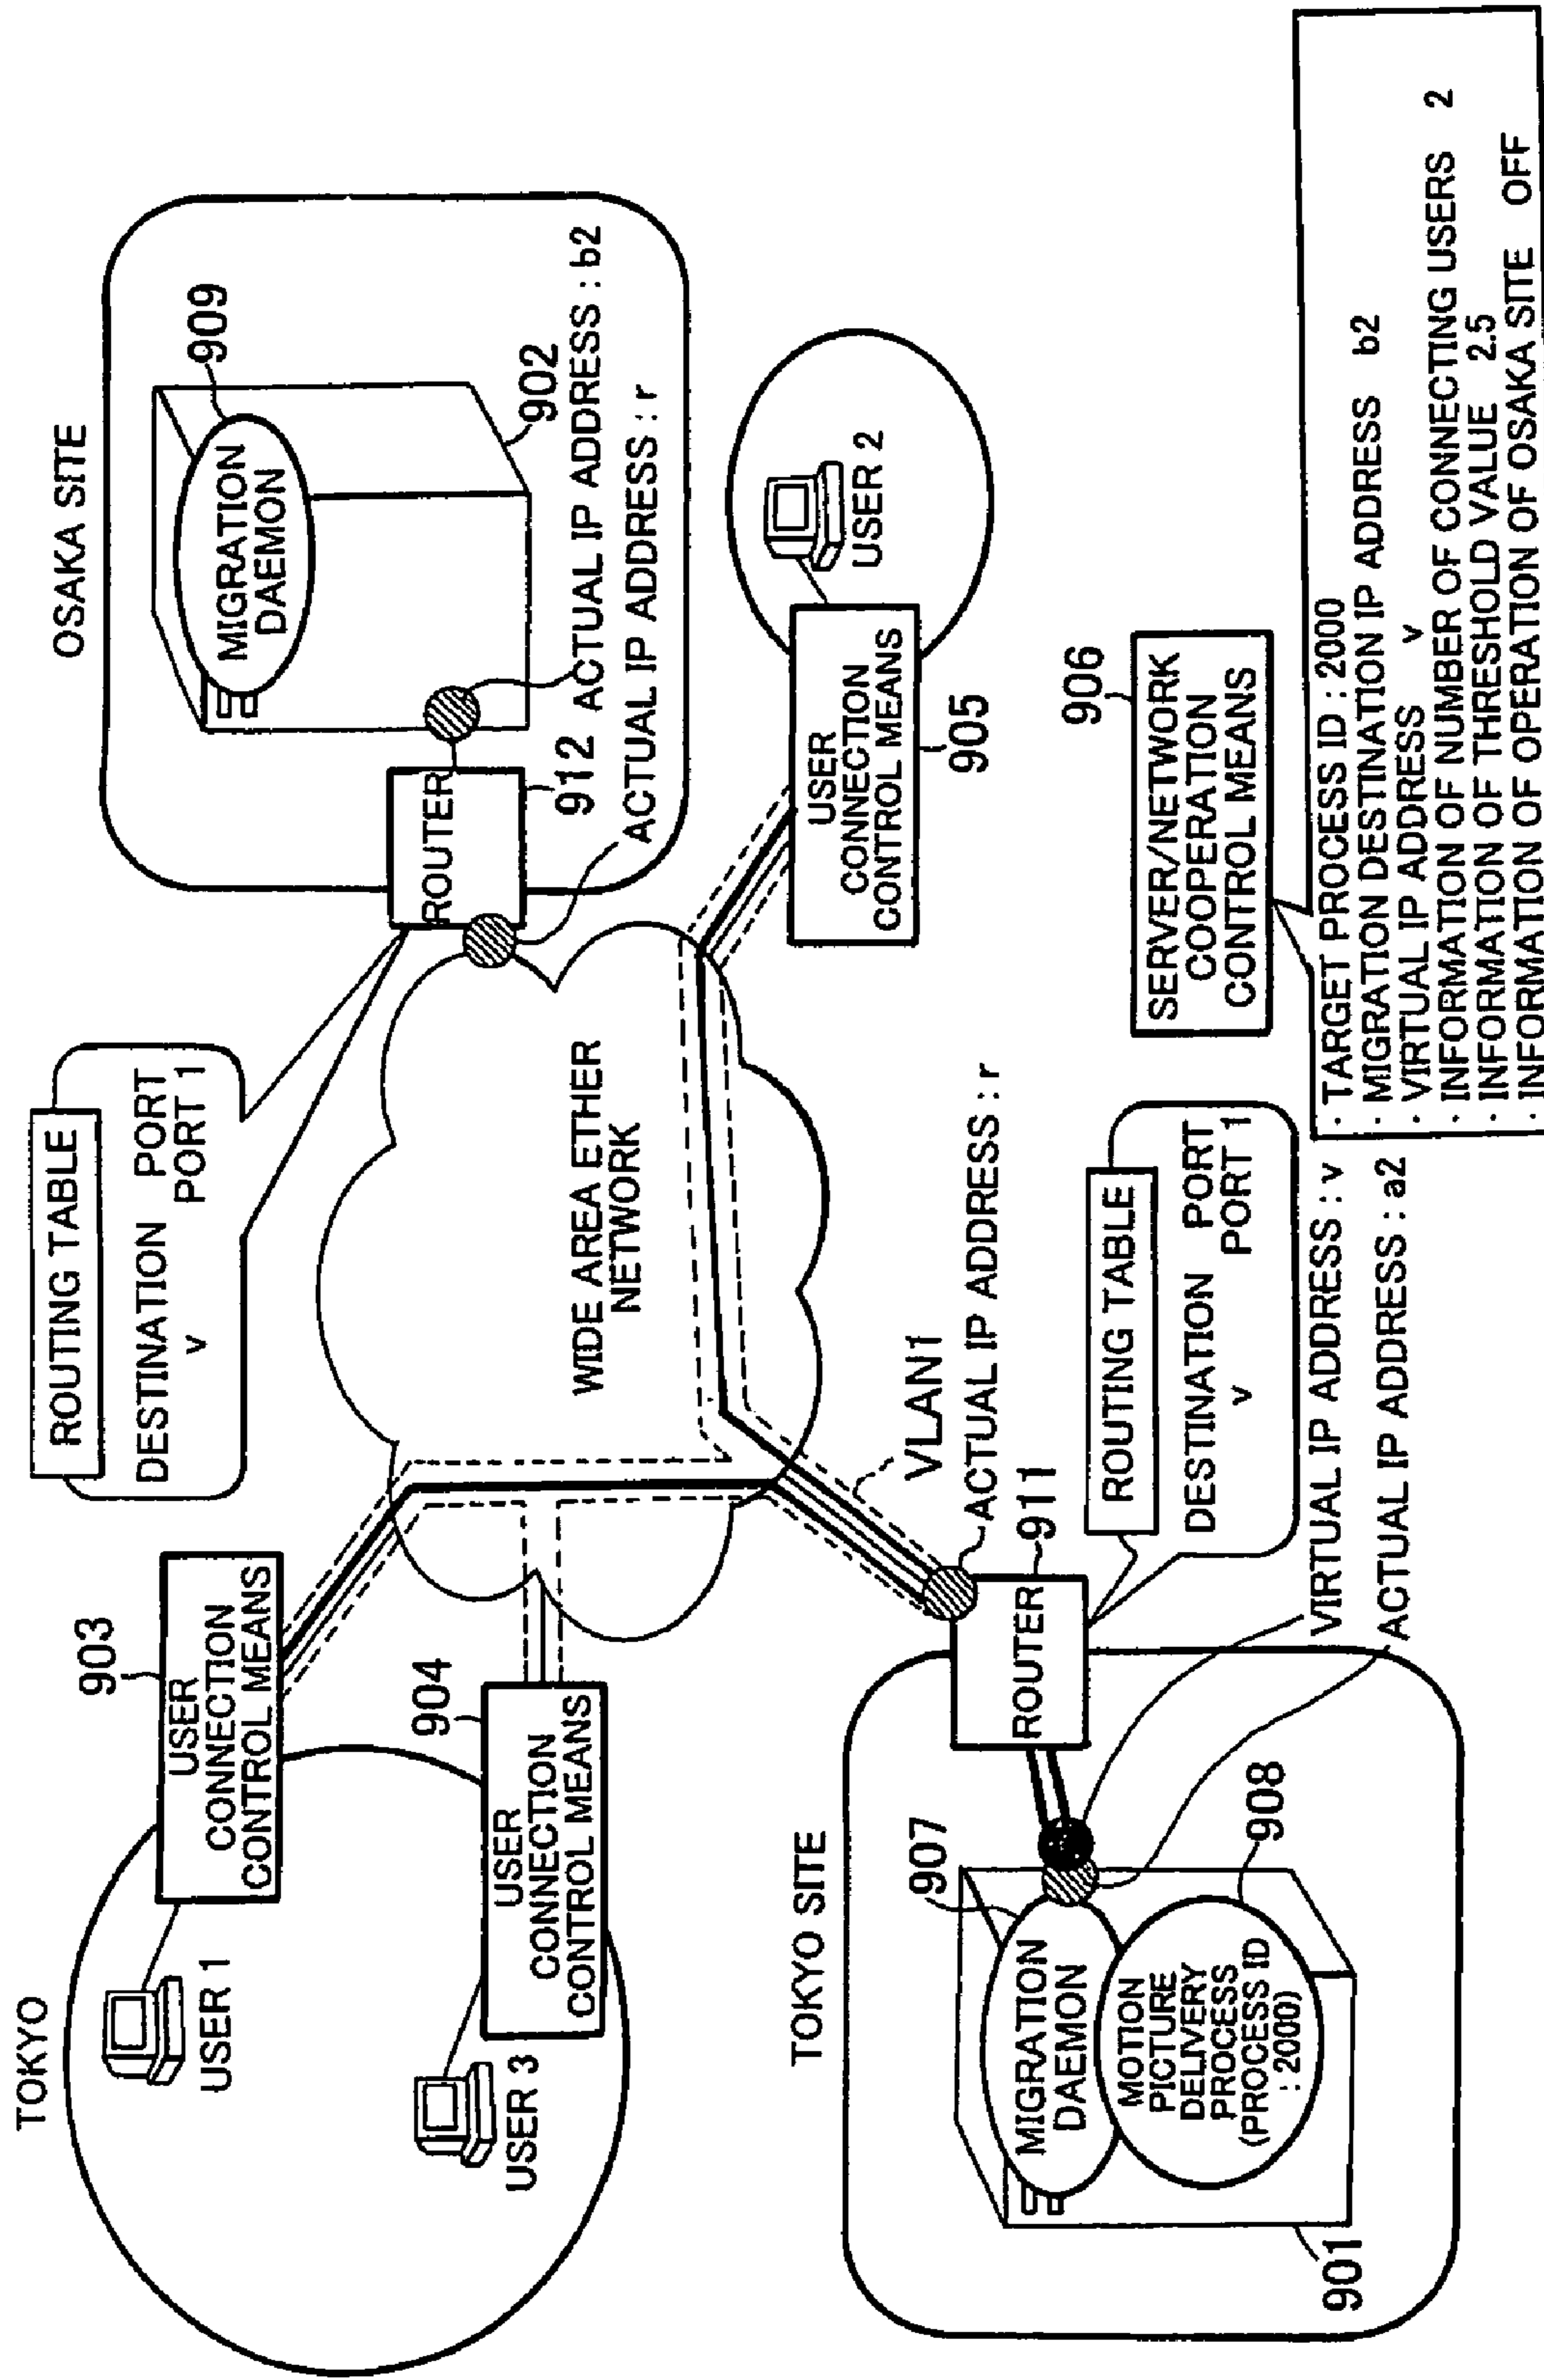 TOKYO
USER 1
903
USER
CONNECTION
CONTROL MEANS
USER 3
904
USER
CONNECTION
CONTROL MEANS
ROUTING TABLE
DESTINATION PORT
v PORT 1
WIDE AREA ETHER
NETWORK
OSAKA SITE
MIGRATION
DAEMON
909
902
ROUTER
912
ACTUAL IP ADDRESS : b2
ACTUAL IP ADDRESS : r
USER 2
USER
CONNECTION
CONTROL MEANS
905
TOKYO SITE
907
MIGRATION
DAEMON
MOTION
PICTURE
DELIVERY
PROCESS
(PROCESS ID
: 2000)
908
901
ROUTER
911
VLAN1
ACTUAL IP ADDRESS : r
ROUTING TABLE
DESTINATION PORT
v PORT 1
VIRTUAL IP ADDRESS : v
ACTUAL IP ADDRESS : a2
906
SERVER/NETWORK
COOPERATION
CONTROL MEANS
· TARGET PROCESS ID : 2000
· MIGRATION DESTINATION IP ADDRESS b2
· VIRTUAL IP ADDRESS v
· INFORMATION OF NUMBER OF CONNECTING USERS 2
· INFORMATION OF THRESHOLD VALUE 2.5
· INFORMATION OF OPERATION OF OSAKA SITE OFF